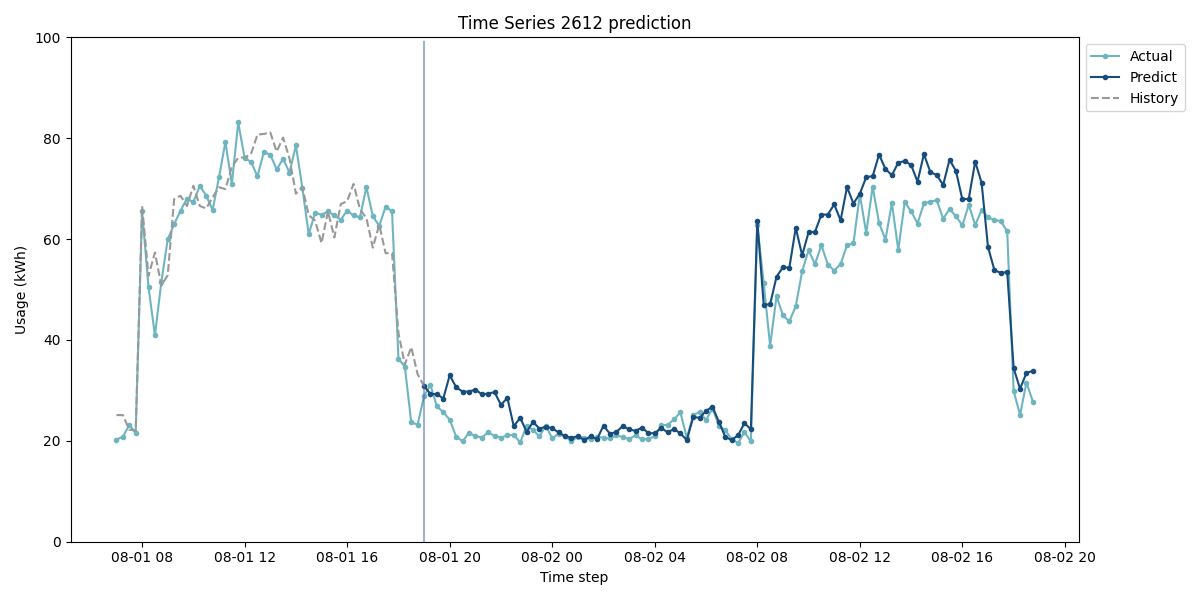 Time Series 2612 prediction
100
80
60
40
20
0
Usage (kWh)
08-01 08
08-01 12
08-01 16
08-01 20
08-02 00
08-02 04
08-02 08
08-02 12
08-02 16
08-02 20
Time step
Actual
Predict
History